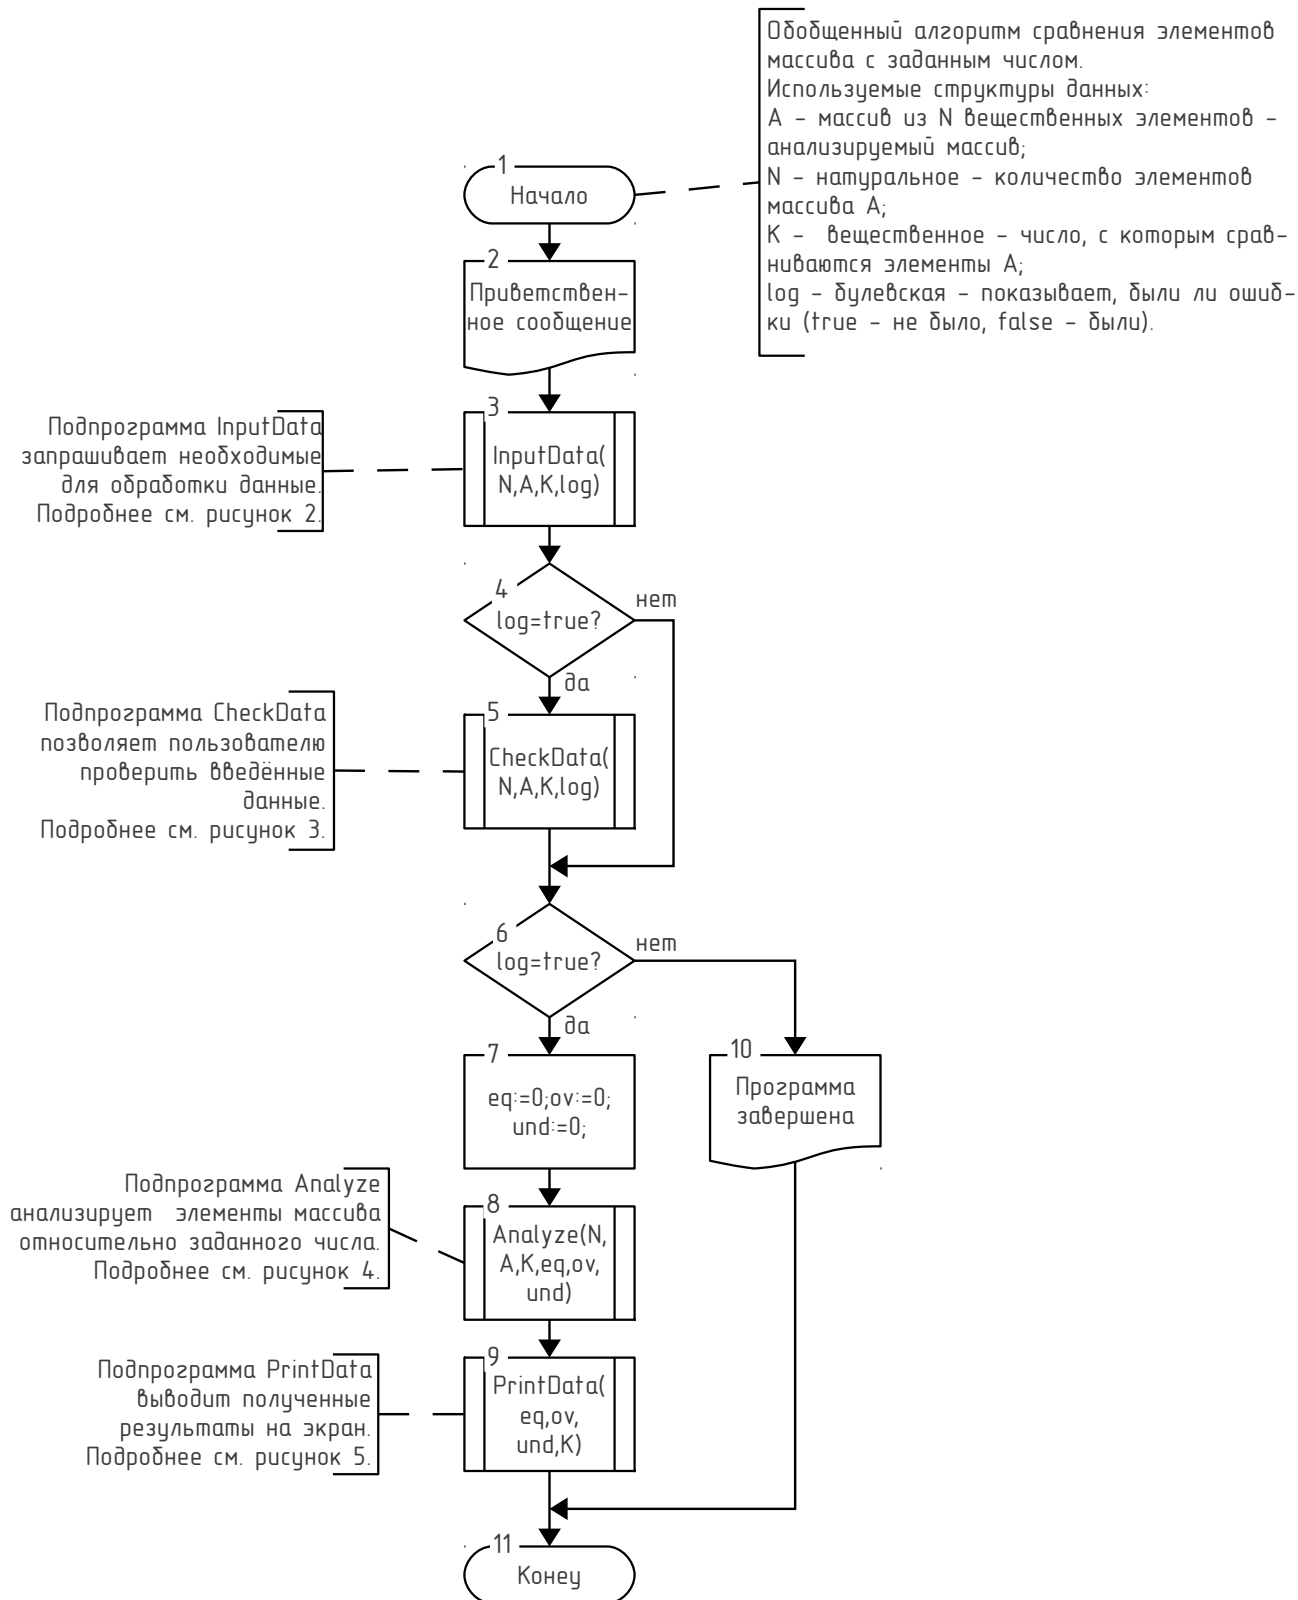 Обобщенный алгоритм сравнения элементов
массива с заданным числом.
Используемые структуры данных:
A – массив из N вещественных элементов –
анализируемый массив;
N – натуральное – количество элементов
массива A;
K –  вещественное – число, с которым срав-
ниваются элементы A;
log – булевская – показывает, были ли ошиб-
ки (true – не было, false – были).
1
Начало
2
Приветствен-
ное сообщение
3
InputData(
N,A,K,log)
Подпрограмма InputData
запрашивает необходимые
для обработки данные.
Подробнее см. рисунок 2.
4
log=true?
нет
да
5
CheckData(
N,A,K,log)
Подпрограмма CheckData
позволяет пользователю
проверить введённые
данные.
Подробнее см. рисунок 3.
6
log=true?
нет
да
7
eq:=0;ov:=0;
und:=0;
10
Программа
завершена
8
Analyze(N,
A,K,eq,ov,
und)
Подпрограмма Analyze
анализирует  элементы массива
относительно заданного числа.
Подробнее см. рисунок 4.
9
PrintData(
eq,ov,
und,K)
Подпрограмма PrintData
выводит полученные
результаты на экран.
Подробнее см. рисунок 5.
11
Конец